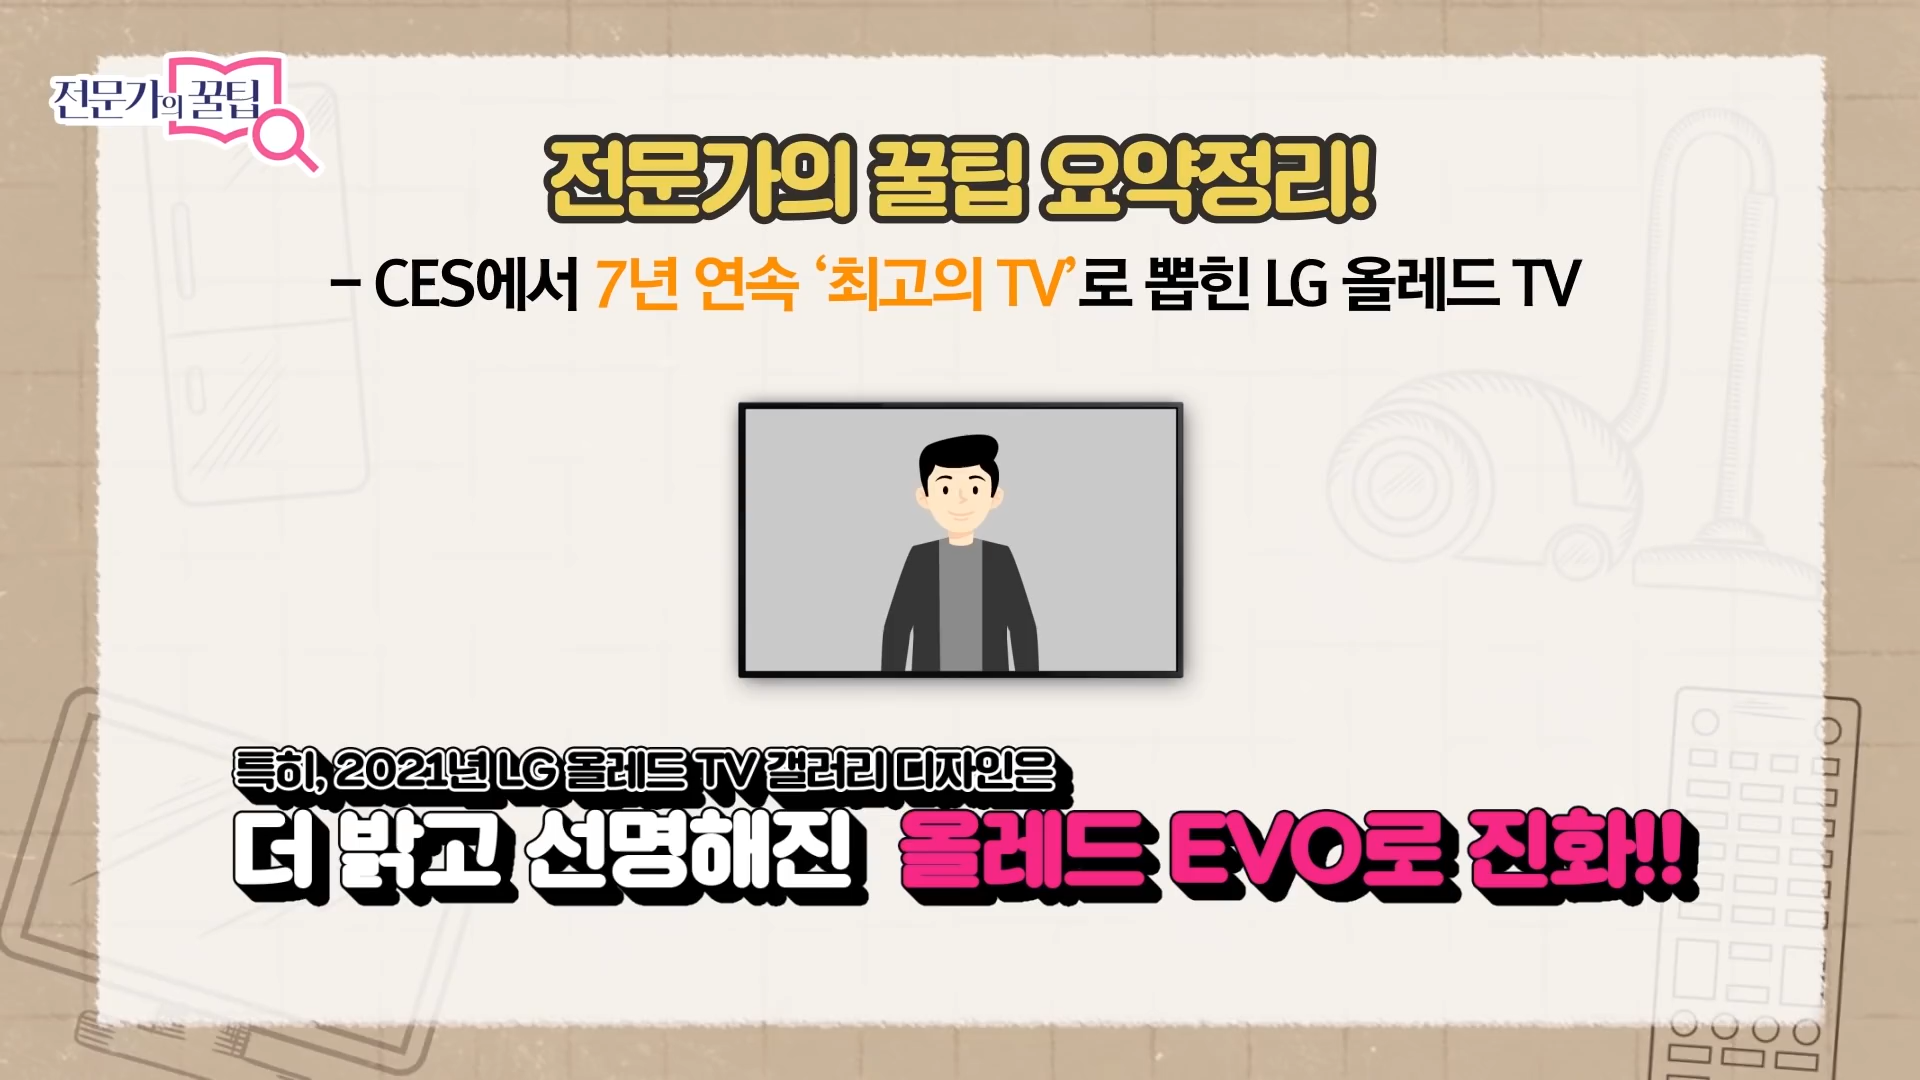 전문가의 꿀팁
전문가의 꿀팁 요약정리!
- CES에서 7년 연속 ‘최고의 TV’로 뽑힌 LG 올레드 TV
특히, 2021년 LG 올레드 TV 갤러리 디자인은
더 밝고 선명해진 올레드 EVO로 진화!!